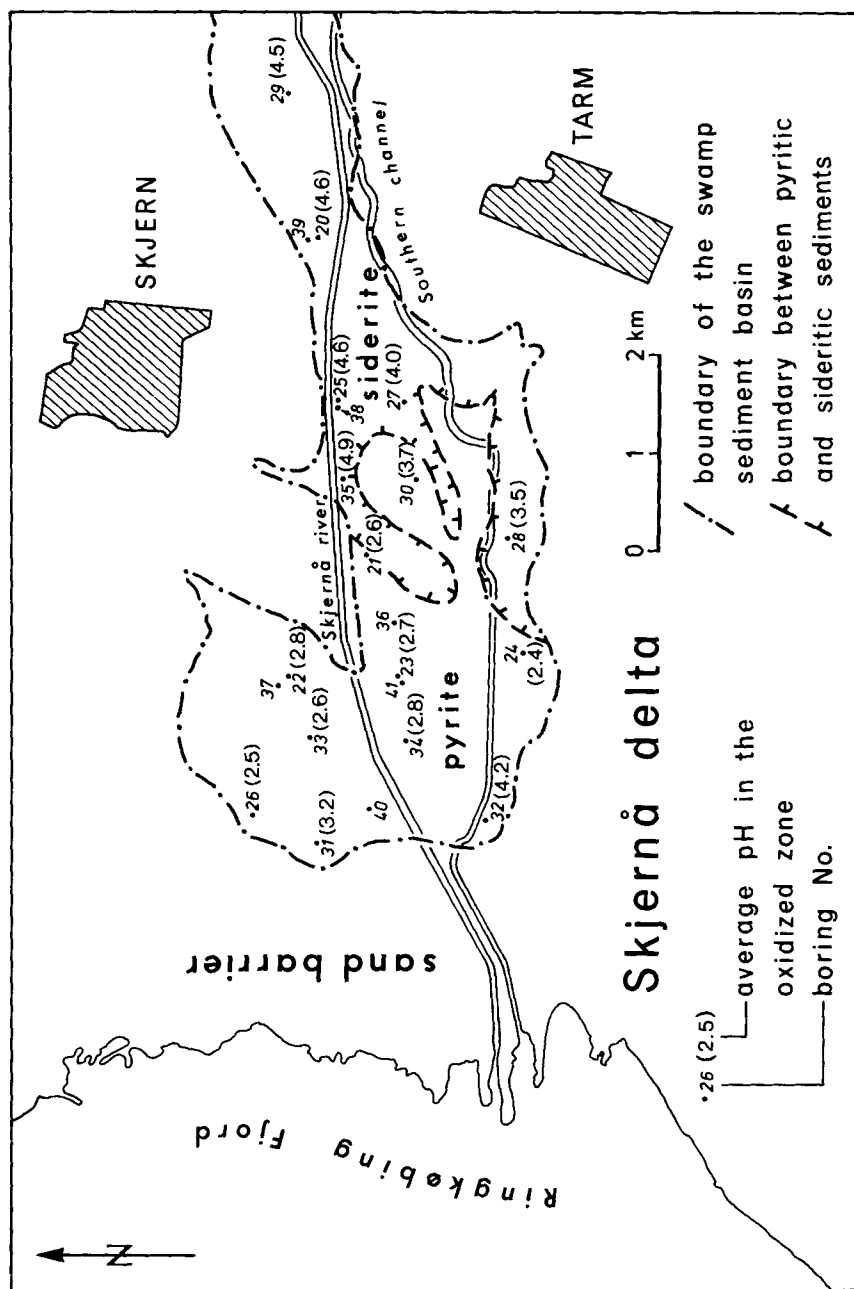 N
Ringkøbing Fjord
sand barrier
SKJERN
TARM
Skjernå river
Southern channel
siderite
pyrite
29 (4.5)
39
20 (4.6)
25 (4.6)
38
27 (4.0)
35 (4.9)
30 (3.7)
21 (2.6)
28 (3.5)
36
23 (2.7)
41
34 (2.8)
24 (2.4)
37
22 (2.8)
33 (2.6)
26 (2.5)
31 (3.2)
40
32 (4.2)
0 1 2 km
Skjernå delta
26 (2.5)
average pH in the
oxidized zone
boring No.
boundary of the swamp
sediment basin
boundary between pyritic
and sideritic sediments